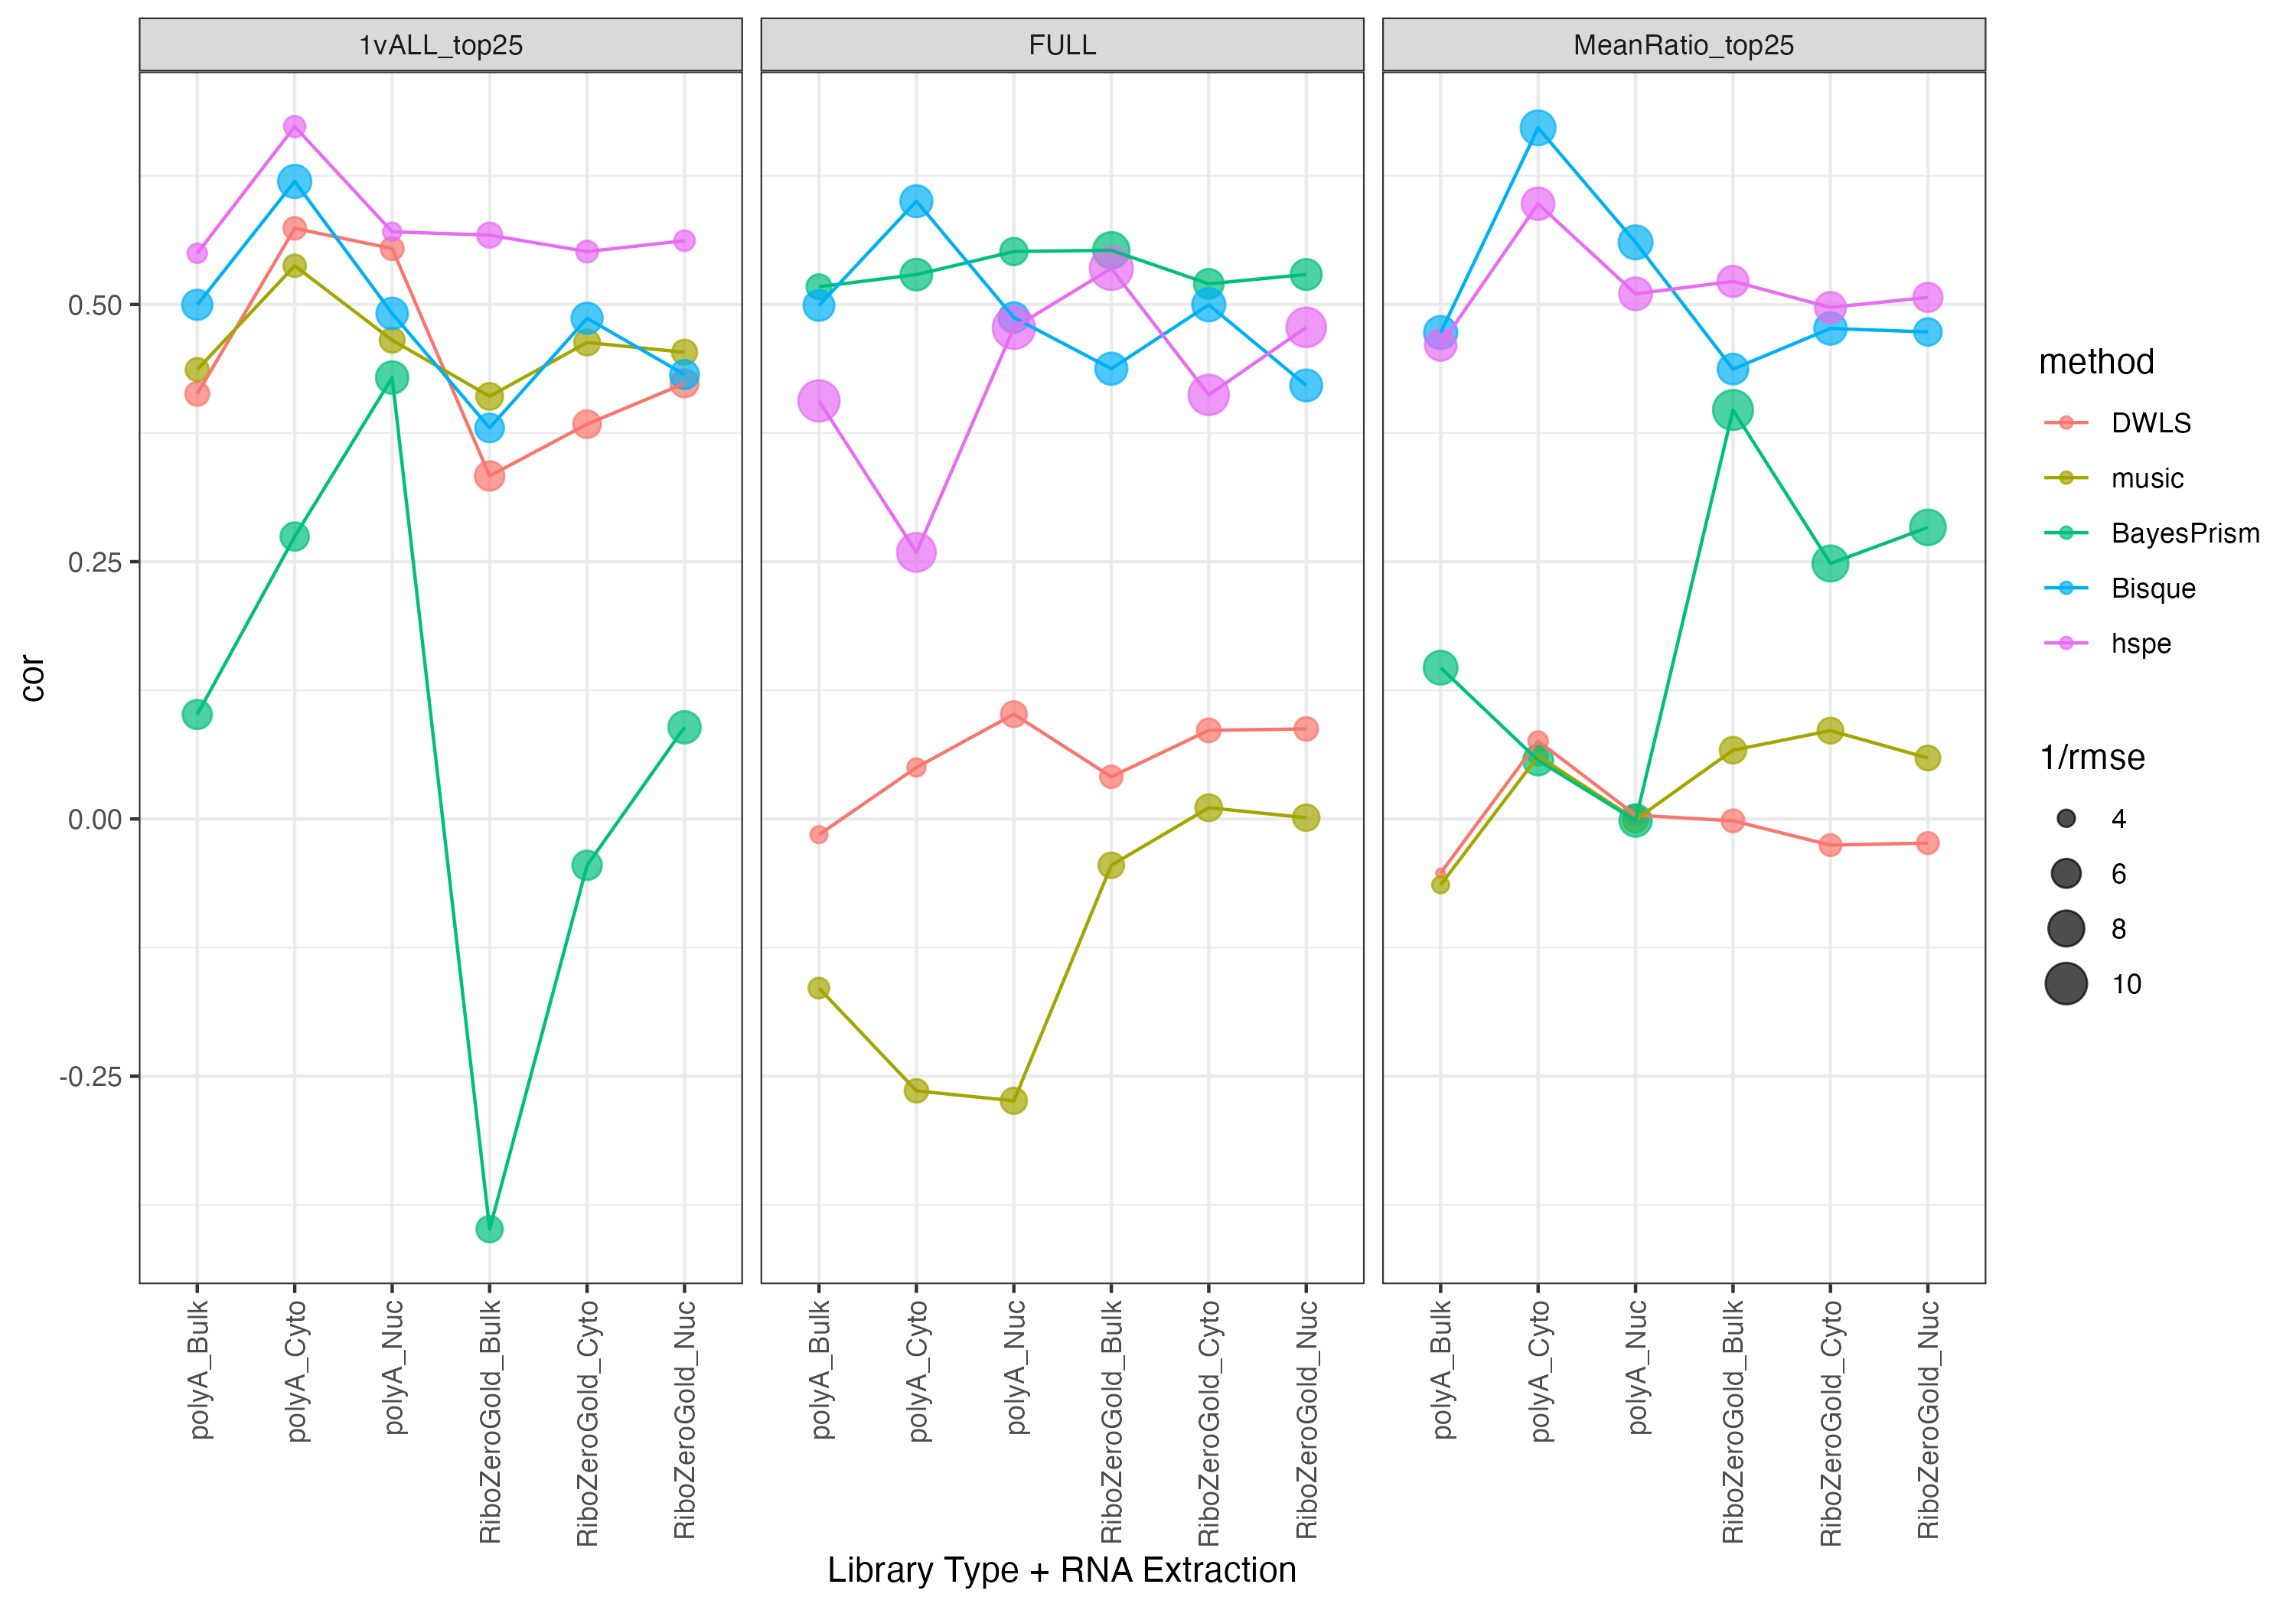 1vALL_top25
FULL
MeanRatio_top25
cor
0.50
0.25
0.00
-0.25
polyA_Bulk
polyA_Cyto
polyA_Nuc
RiboZeroGold_Bulk
RiboZeroGold_Cyto
RiboZeroGold_Nuc
polyA_Bulk
polyA_Cyto
polyA_Nuc
RiboZeroGold_Bulk
RiboZeroGold_Cyto
RiboZeroGold_Nuc
polyA_Bulk
polyA_Cyto
polyA_Nuc
RiboZeroGold_Bulk
RiboZeroGold_Cyto
RiboZeroGold_Nuc
Library Type + RNA Extraction
method
DWLS
music
BayesPrism
Bisque
hspe
1/rmse
4
6
8
10